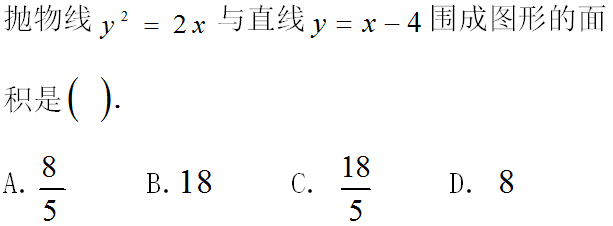 抛物线 y² = 2x 与直线 y = x − 4 围成图形的面
积是( ).
A. 8/5 B. 18 C. 18/5 D. 8